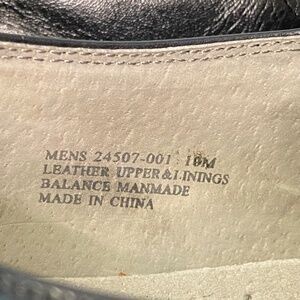 MENS 24507-001 10M
LEATHER UPPER&LININGS
BALANCE MANMADE
MADE IN CHINA